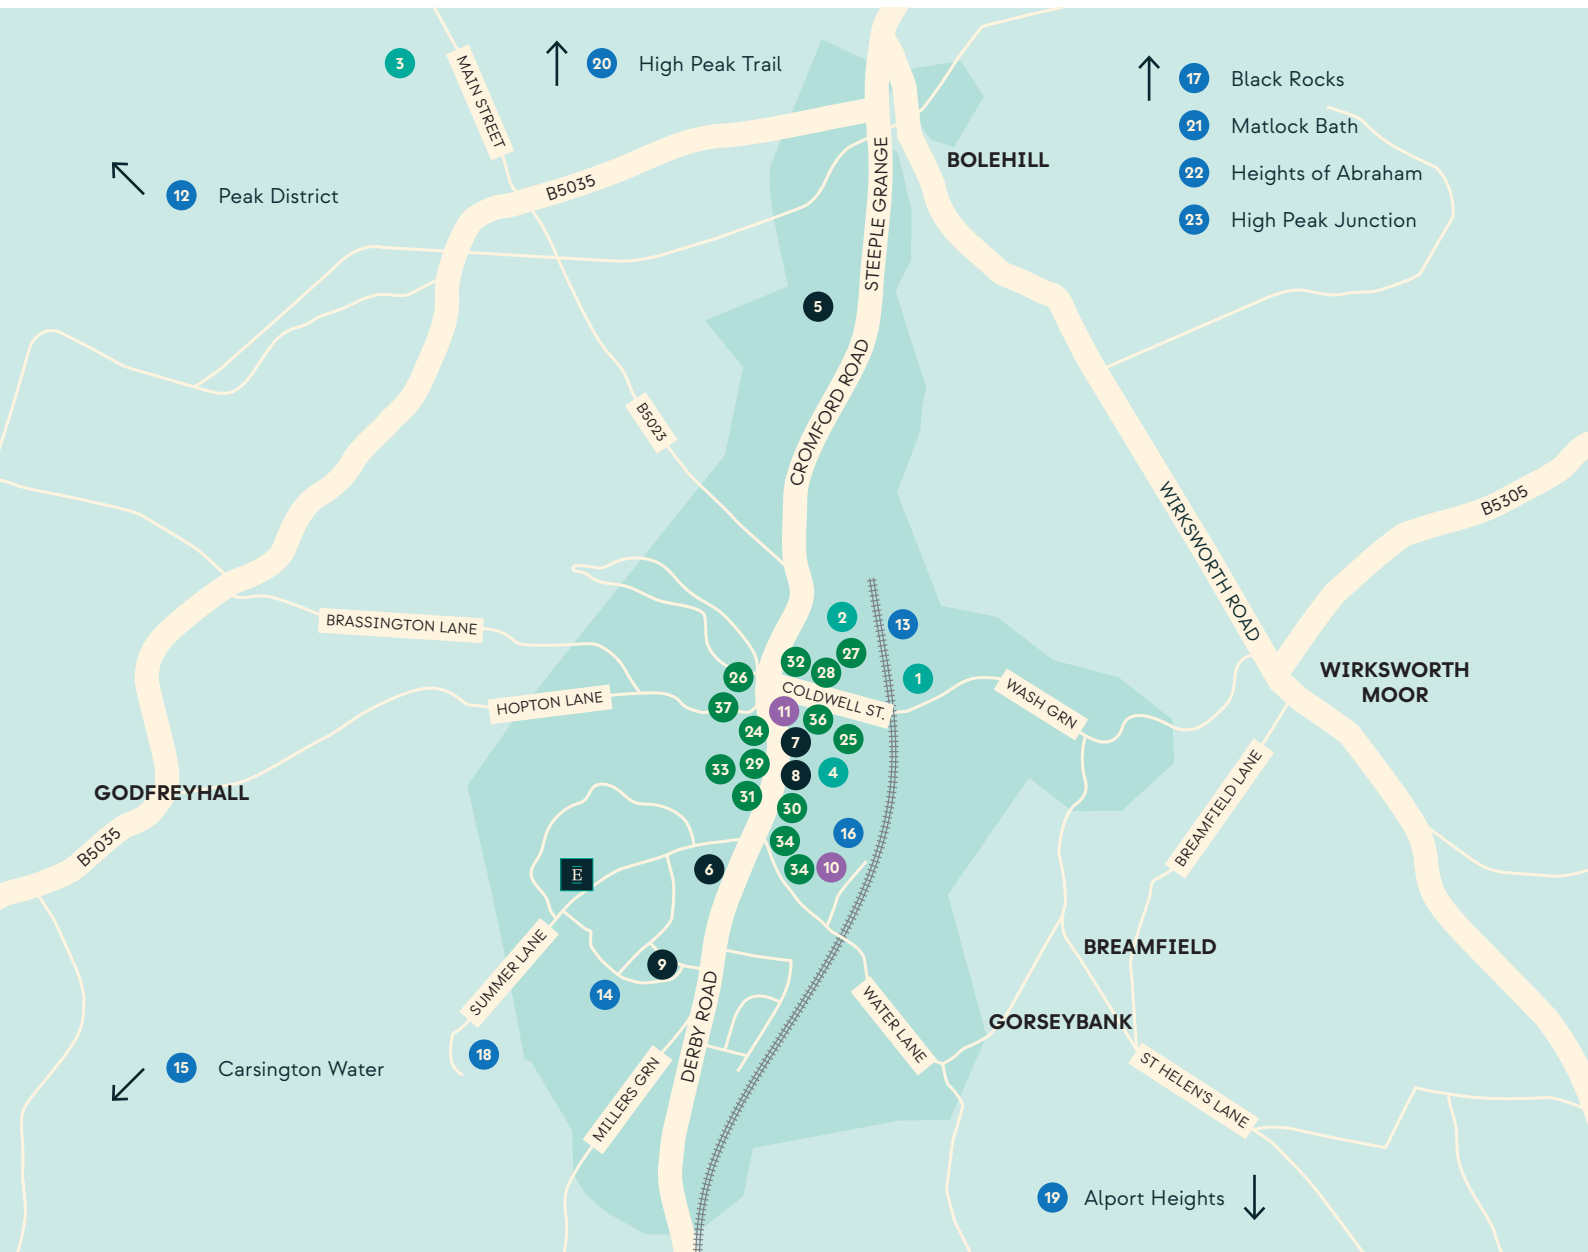 3
MAIN STREET
20 High Peak Trail
17 Black Rocks
21 Matlock Bath
22 Heights of Abraham
23 High Peak Junction
12 Peak District
B5035
STEEPLE GRANGE
BOLEHILL
5
CROMFORD ROAD
B5023
WIRKSWORTH ROAD
B5305
BRASSINGTON LANE
2
13
27
32
28
26
1
COLDWELL ST.
WASH GRN
WIRKSWORTH
MOOR
HOPTON LANE
37
11
36
24
7
25
33
29
8
4
31
30
GODFREYHALL
B5035
BREAMFIELD LANE
16
34
6
34
10
E
SUMMER LANE
9
14
BREAMFIELD
DERBY ROAD
WATER LANE
GORSEYBANK
18
15 Carsington Water
MILLERS GRN
ST HELEN'S LANE
19 Alport Heights